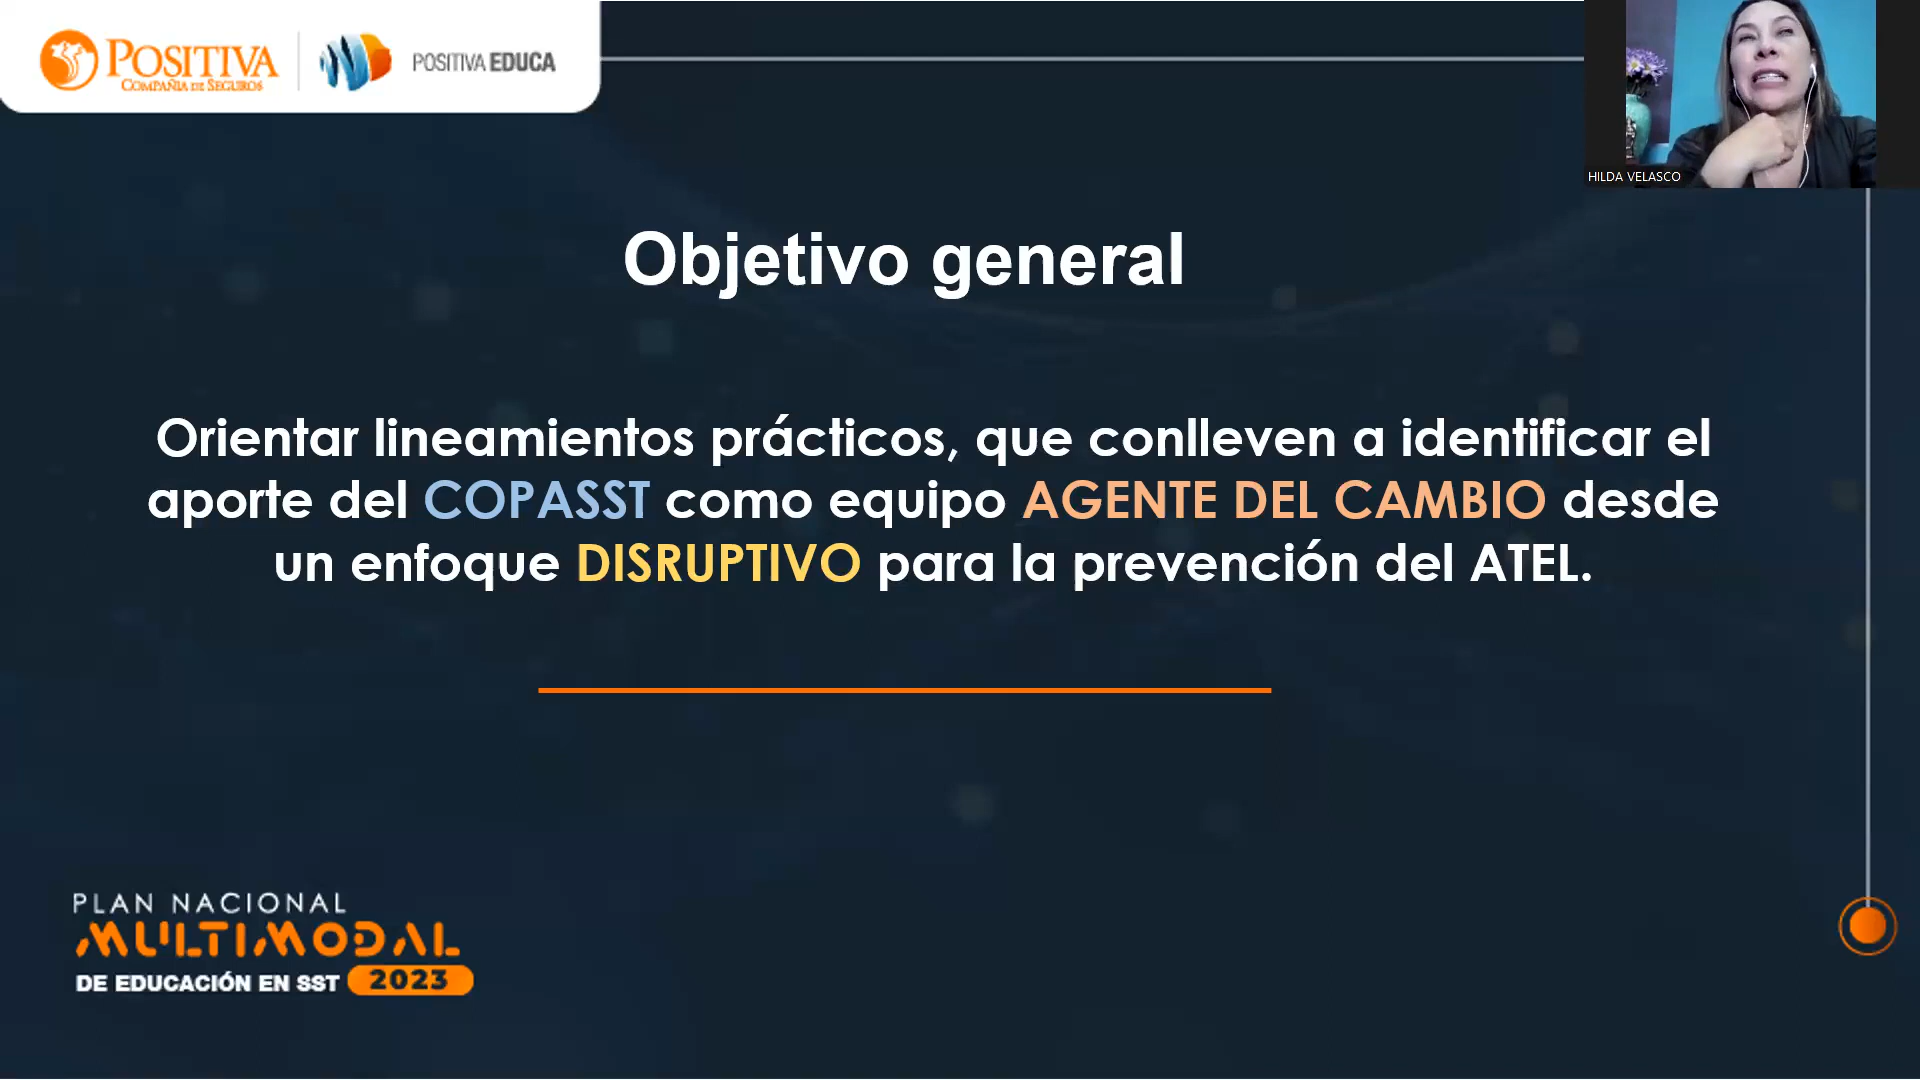 POSITIVA
COMPAÑIA DE SEGUROS
POSITIVA EDUCA
HILDA VELASCO
Objetivo general
Orientar lineamientos prácticos, que conlleven a identificar el
aporte del COPASST como equipo AGENTE DEL CAMBIO desde
un enfoque DISRUPTIVO para la prevención del ATEL.
PLAN NACIONAL
MULTIMODAL
DE EDUCACIÓN EN SST 2023